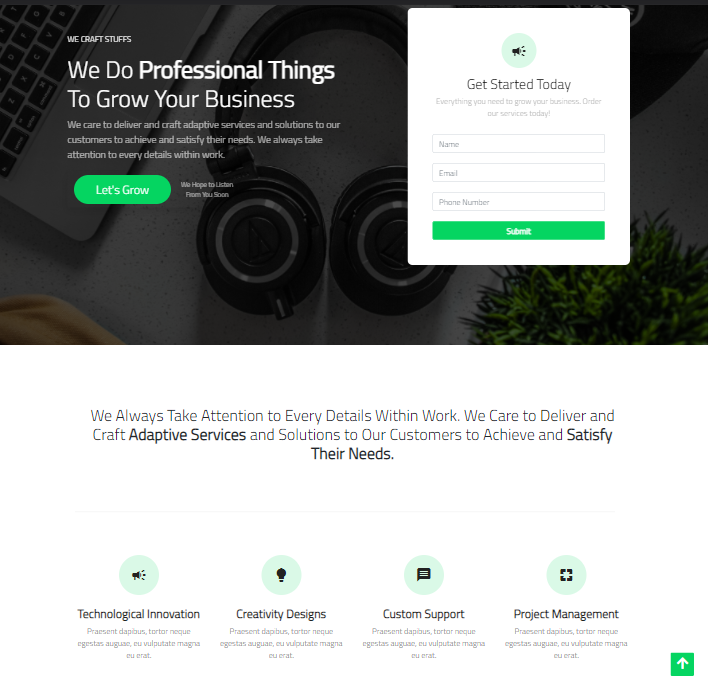 WE CRAFT STUFFS
We Do Professional Things
To Grow Your Business
We care to deliver and craft adaptive services and solutions to our
customers to achieve and satisfy their needs. We always take
attention to every details within work.
Let's Grow
We Hope to Listen
From You Soon
Get Started Today
Everything you need to grow your business. Order
our services today!
Name
Email
Phone Number
Submit
We Always Take Attention to Every Details Within Work. We Care to Deliver and
Craft Adaptive Services and Solutions to Our Customers to Achieve and Satisfy
Their Needs.
Technological Innovation
Praesent dapibus, tortor neque
egestas auguae, eu vulputate magna
eu erat.
Creativity Designs
Praesent dapibus, tortor neque
egestas auguae, eu vulputate magna
eu erat.
Custom Support
Praesent dapibus, tortor neque
egestas auguae, eu vulputate magna
eu erat.
Project Management
Praesent dapibus, tortor neque
egestas auguae, eu vulputate magna
eu erat.